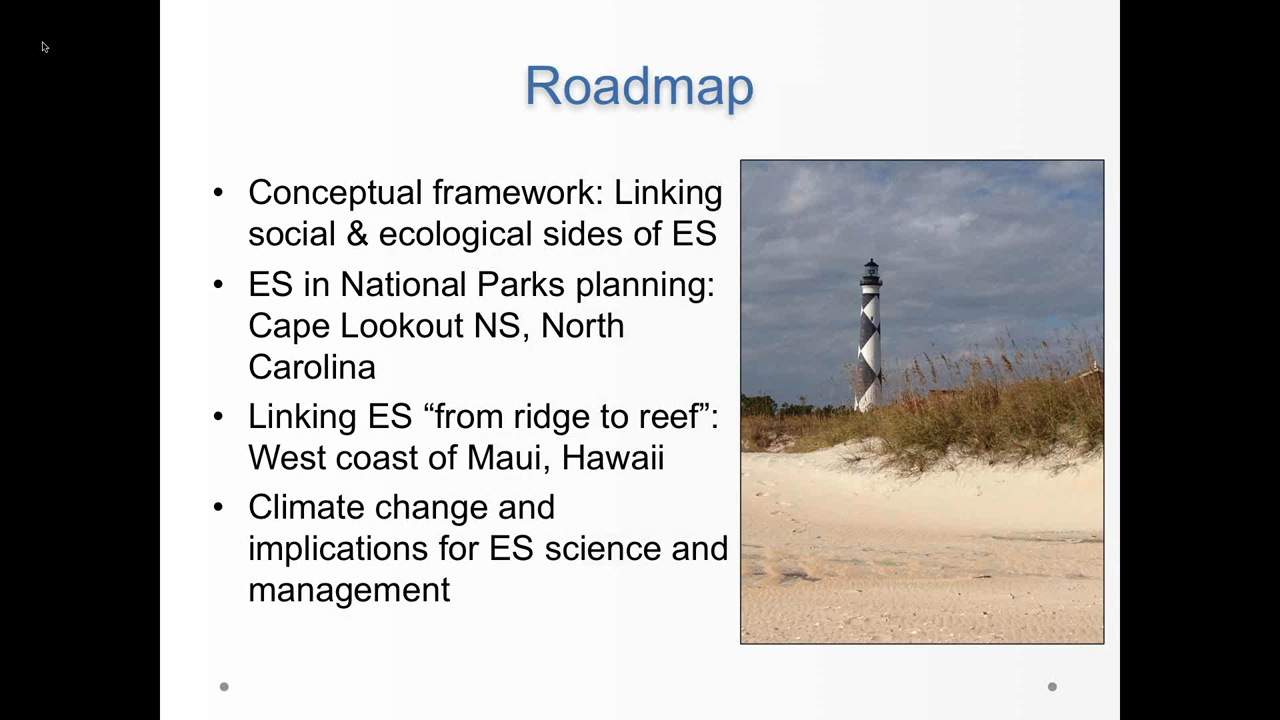 Roadmap
• Conceptual framework: Linking
social & ecological sides of ES
• ES in National Parks planning:
Cape Lookout NS, North
Carolina
• Linking ES “from ridge to reef”:
West coast of Maui, Hawaii
• Climate change and
implications for ES science and
management